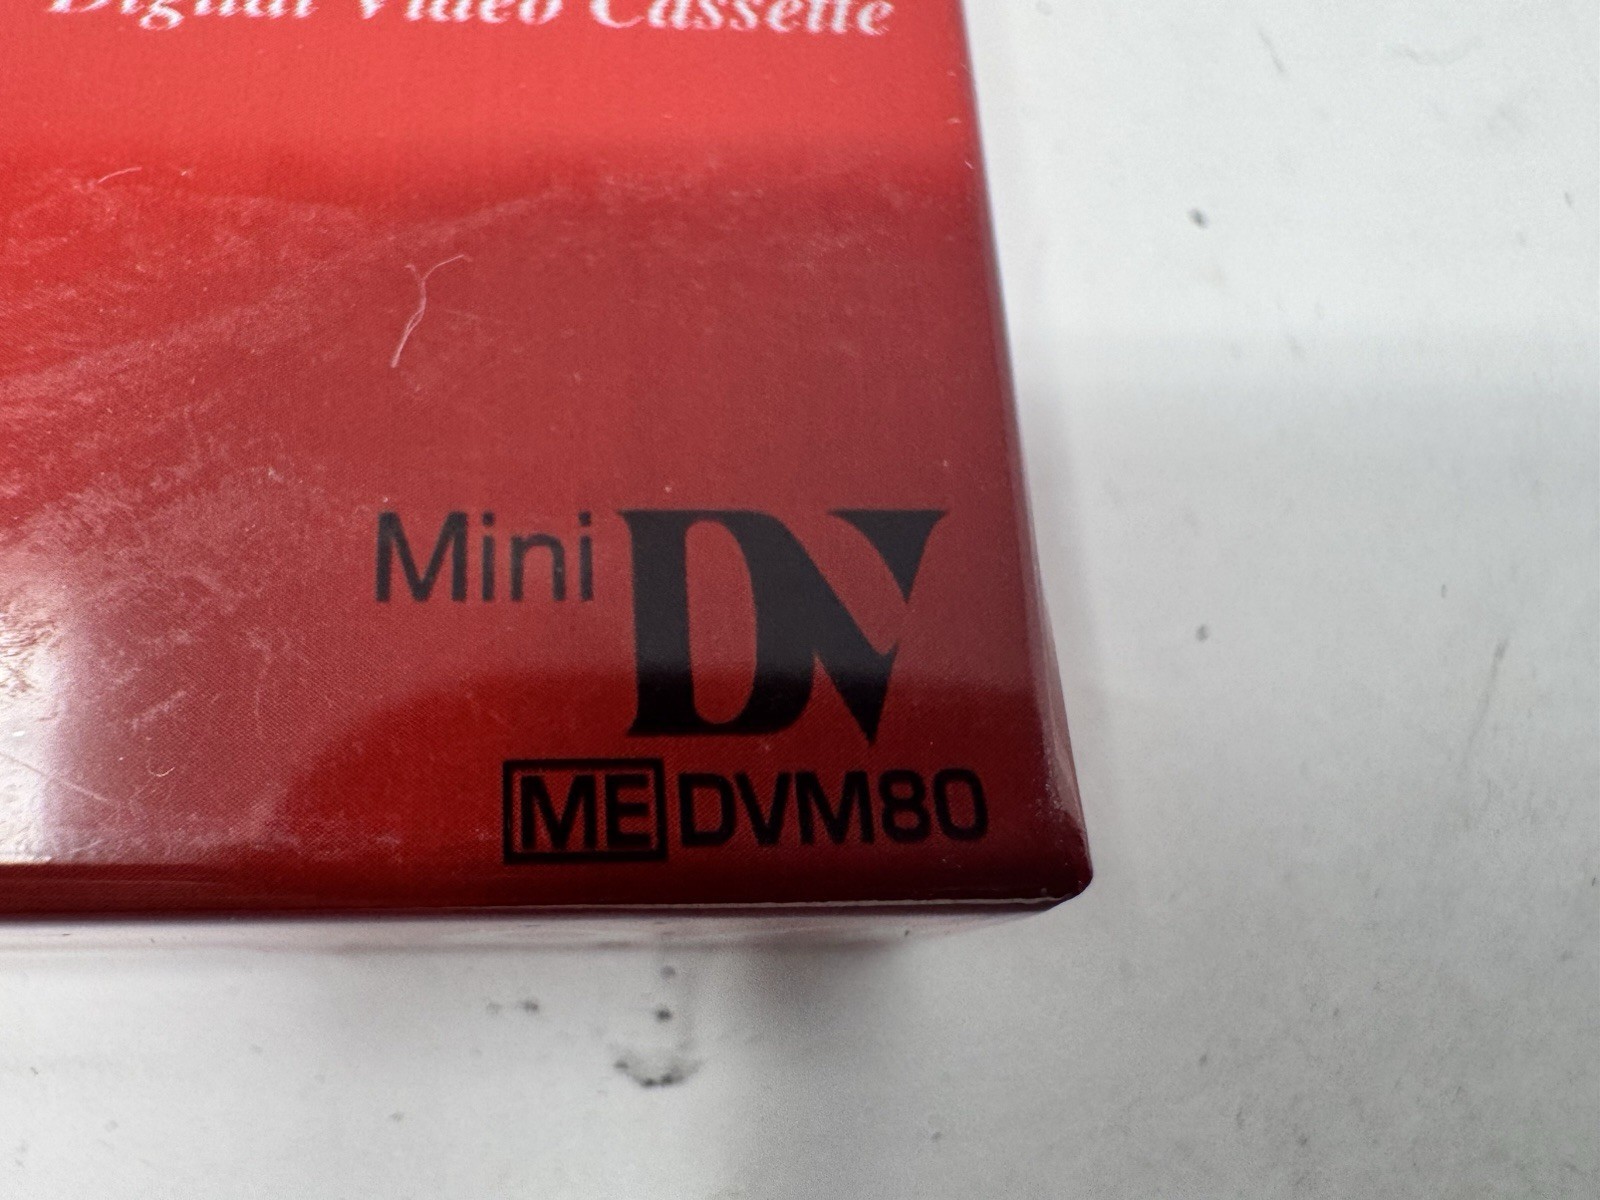 Digital Video Cassette
Mini DV
ME DVM80